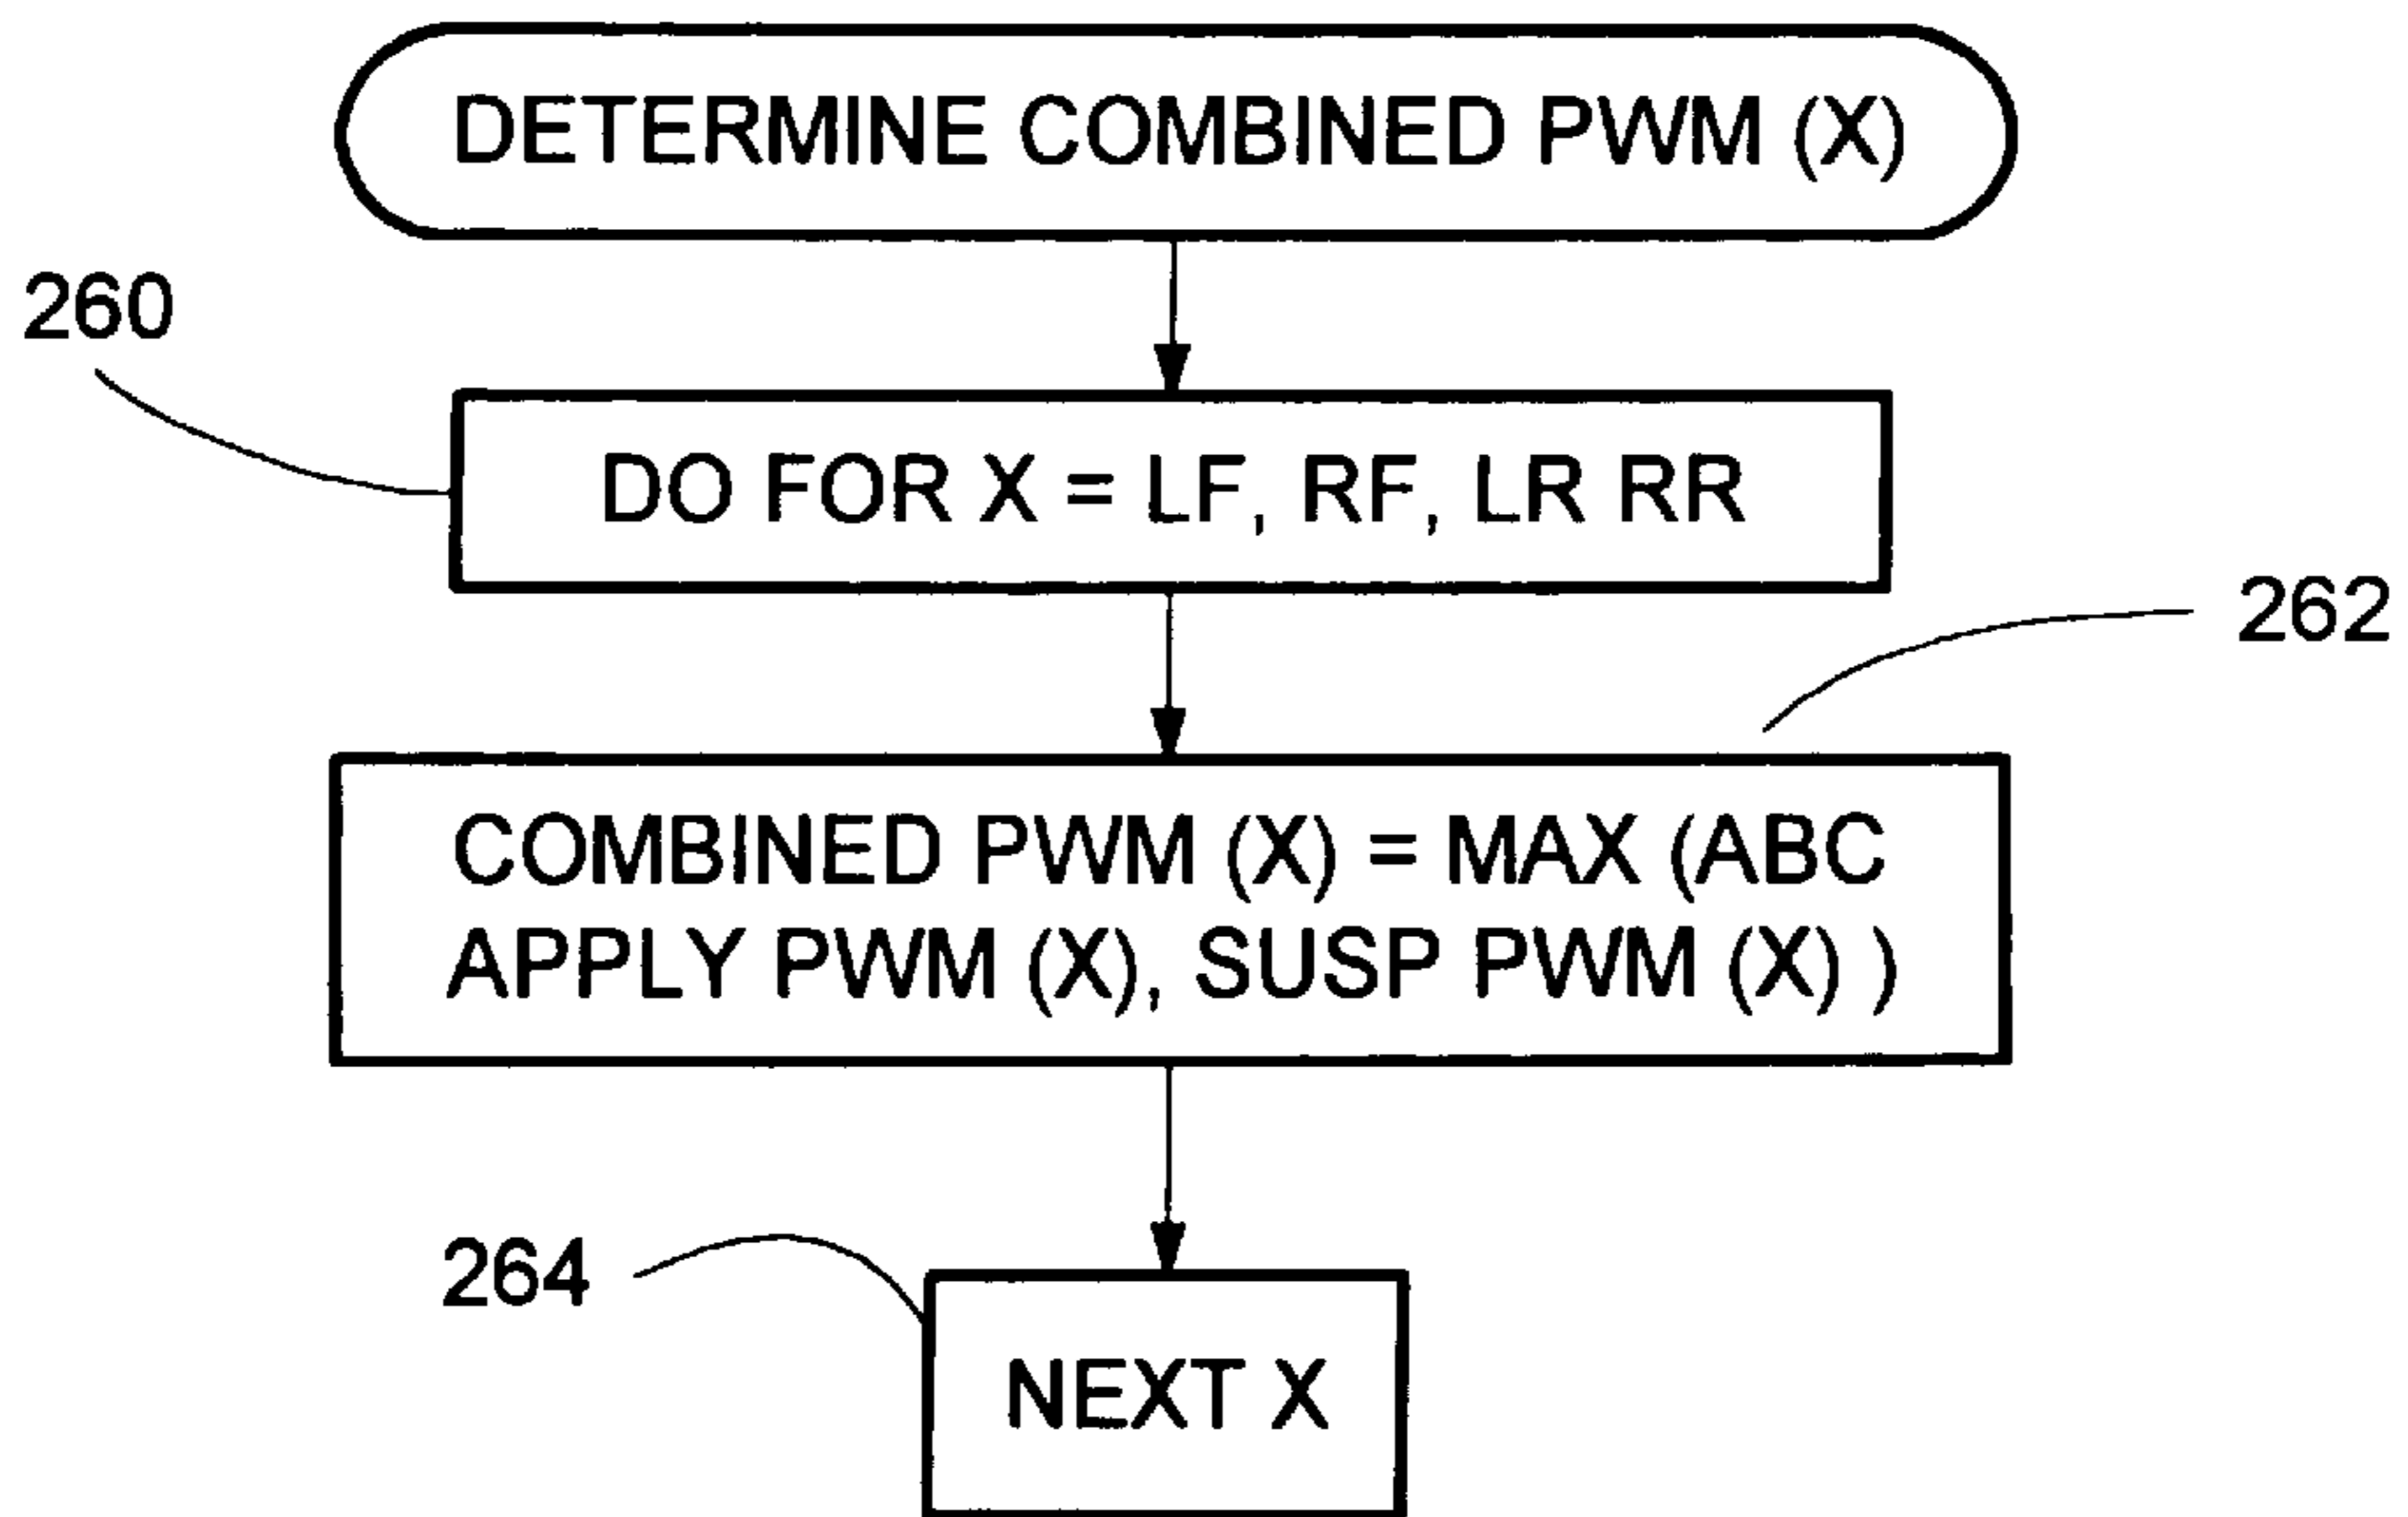 DETERMINE COMBINED PWM (X)
260
DO FOR X = LF, RF, LR RR
262
COMBINED PWM (X) = MAX (ABC
APPLY PWM (X), SUSP PWM (X) )
264
NEXT X